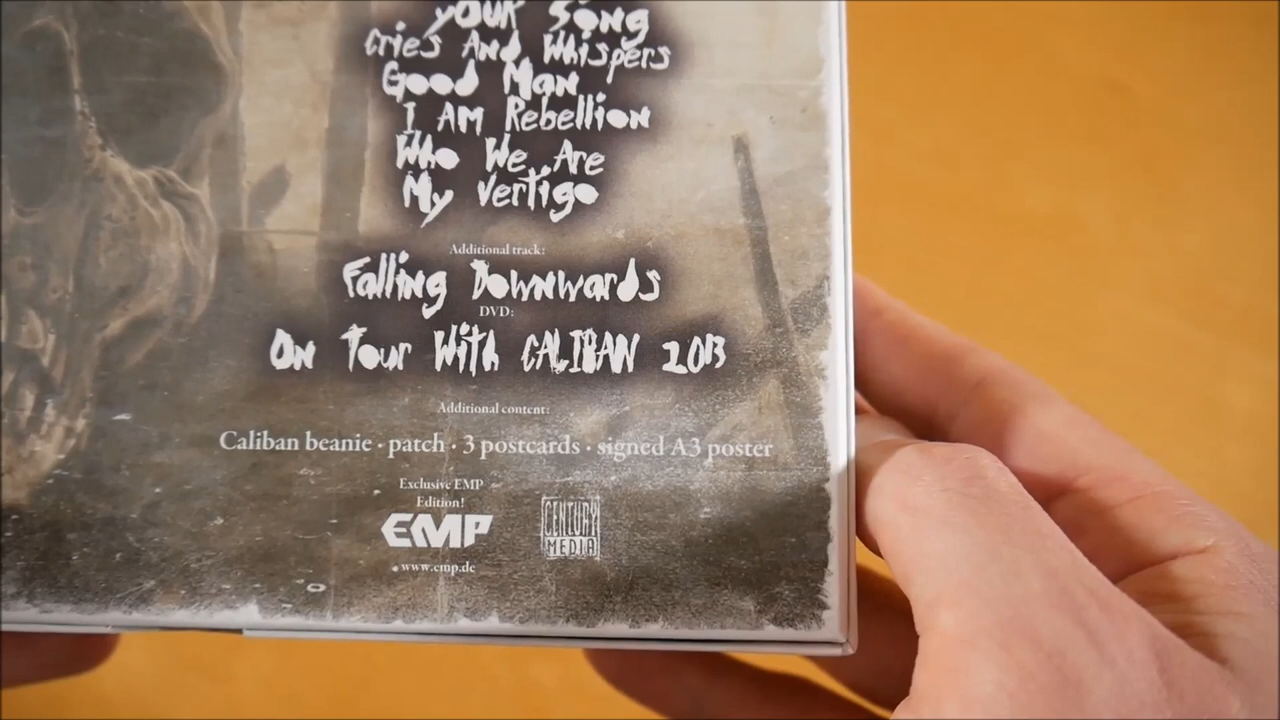 yOUR Song
Cries And Whispers
Good Man
I AM Rebellion
Who We Are
My Vertigo
Additional track:
Falling Downwards
DVD:
On Tour With CALIBAN 2013
Additional content:
Caliban beanie · patch · 3 postcards · signed A3 poster
Exclusive EMP
Edition!
EMP
www.emp.de
CENTURY
MEDIA